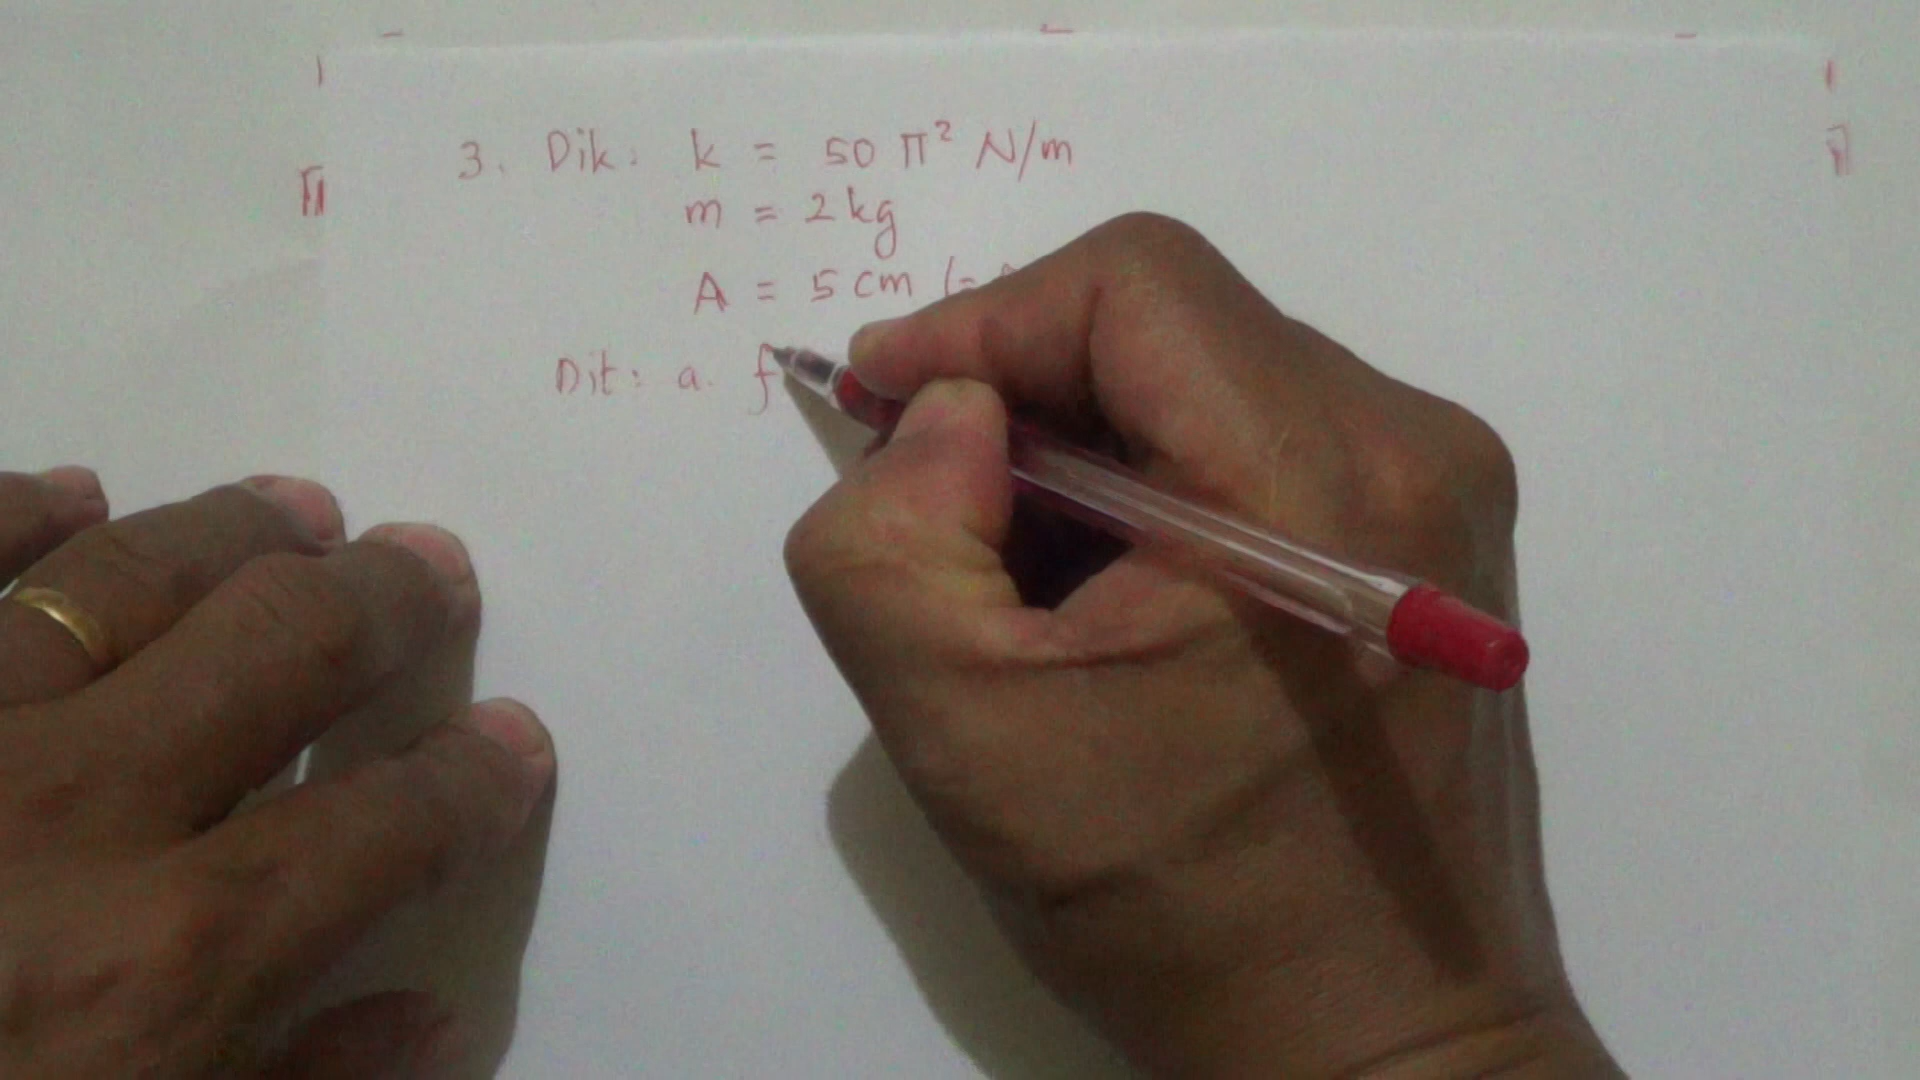 3. Dik: k = 50 π² N/m
m = 2 kg
A = 5 cm (=
Dit: a. f